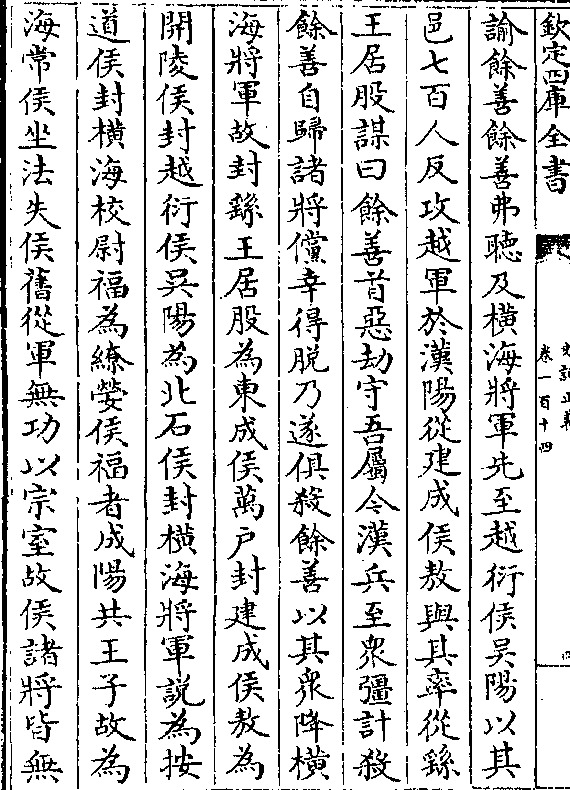 欽定四庫全書
史記正義
卷一百十四
四
諭餘善餘善弗聽及橫海將軍先至越衍侯吳陽以其
邑七百人反攻越軍於漢陽從建成侯敖與其率從繇
王居股謀曰餘善首惡劫守吾屬今漢兵至衆彊計殺
餘善自歸諸將儻幸得脫乃遂俱殺餘善以其衆降橫
海將軍故封繇王居股為東成侯萬戶封建成侯敖為
開陵侯封越衍侯吳陽為北石侯封橫海將軍説為按
道侯封橫海校尉福為繚嫈侯福者成陽共王子故為
海常侯坐法失侯舊從軍無功以宗室故侯諸將皆無